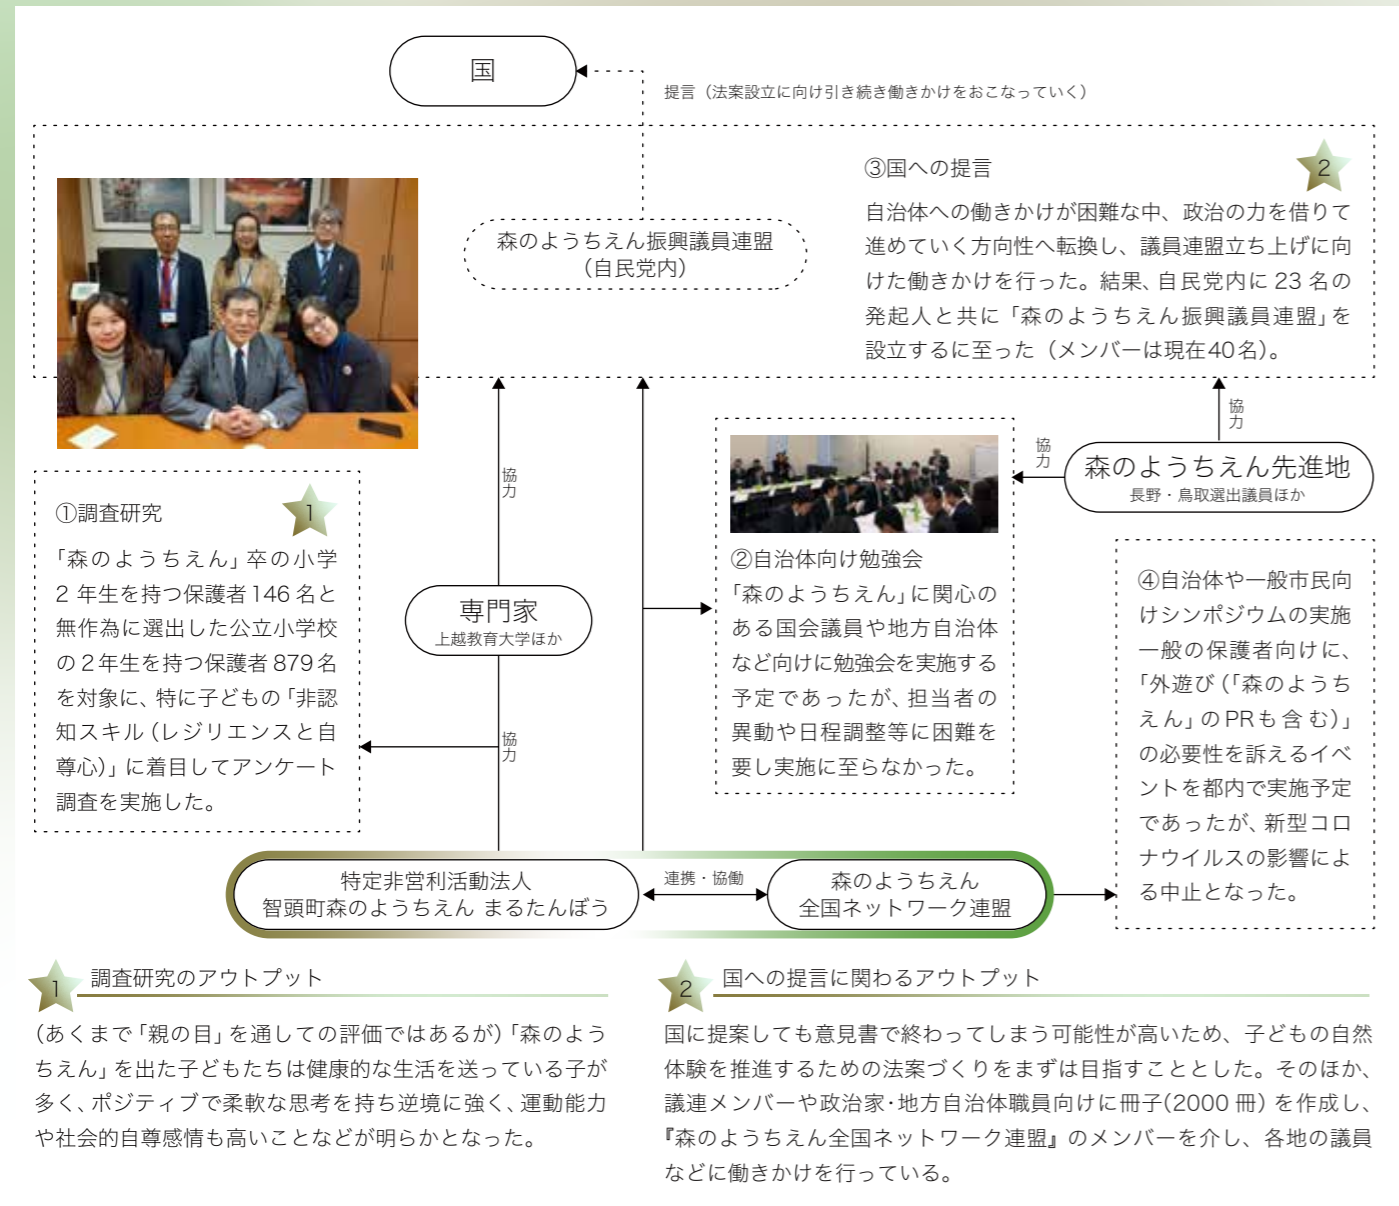 国
提言（法案設立に向け引き続き働きかけをおこなっていく）
森のようちえん振興議員連盟
（自民党内）
③国への提言
2
自治体への働きかけが困難な中、政治の力を借りて
進めていく方向性へ転換し、議員連盟立ち上げに向
けた働きかけを行った。結果、自民党内に 23 名の
発起人と共に「森のようちえん振興議員連盟」を
設立するに至った（メンバーは現在40名）。
協力
協力
協力
森のようちえん先進地
長野・鳥取選出議員ほか
①調査研究
1
「森のようちえん」卒の小学
2 年生を持つ保護者146 名と
無作為に選出した公立小学校
の2年生を持つ保護者879名
を対象に、特に子どもの「非認
知スキル（レジリエンスと自
尊心）」に着目してアンケート
調査を実施した。
専門家
上越教育大学ほか
協力
②自治体向け勉強会
「森のようちえん」に関心の
ある国会議員や地方自治体
など向けに勉強会を実施する
予定であったが、担当者の
異動や日程調整等に困難を
要し実施に至らなかった。
④自治体や一般市民向
けシンポジウムの実施
一般の保護者向けに、
「外遊び（「森のようち
えん」のPRも含む）」
の必要性を訴えるイベ
ントを都内で実施予定
であったが、新型コロ
ナウイルスの影響によ
る中止となった。
特定非営利活動法人
智頭町森のようちえん まるたんぼう
連携・協働
森のようちえん
全国ネットワーク連盟
1
調査研究のアウトプット
（あくまで「親の目」を通しての評価ではあるが）「森のよう
ちえん」を出た子どもたちは健康的な生活を送っている子が
多く、ポジティブで柔軟な思考を持ち逆境に強く、運動能力
や社会的自尊感情も高いことなどが明らかとなった。
2
国への提言に関わるアウトプット
国に提案しても意見書で終わってしまう可能性が高いため、子どもの自然
体験を推進するための法案づくりをまずは目指すこととした。そのほか、
議連メンバーや政治家・地方自治体職員向けに冊子(2000 冊）を作成し、
『森のようちえん全国ネットワーク連盟』のメンバーを介し、各地の議員
などに働きかけを行っている。